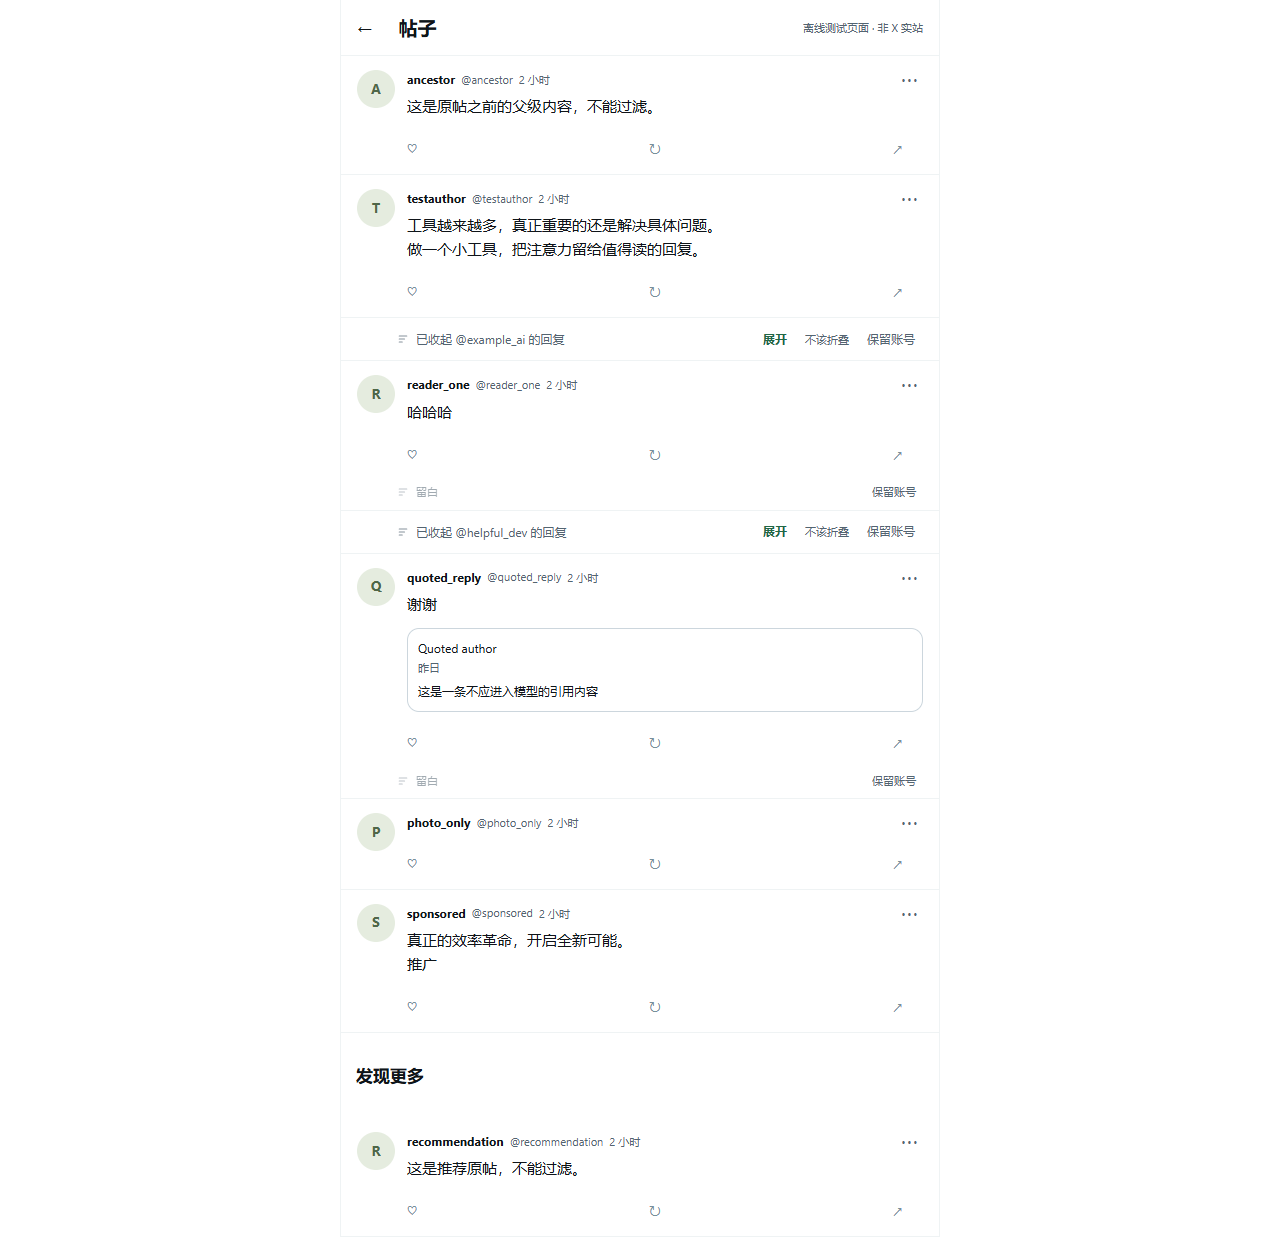 ← 帖子 离线测试页面 · 非 X 实站
A ancestor @ancestor 2 小时 ···
这是原帖之前的父级内容，不能过滤。
♡ ↻ ↗
T testauthor @testauthor 2 小时 ···
工具越来越多，真正重要的还是解决具体问题。
做一个小工具，把注意力留给值得读的回复。
♡ ↻ ↗
已收起 @example_ai 的回复 展开 不该折叠 保留账号
R reader_one @reader_one 2 小时 ···
哈哈哈
♡ ↻ ↗
留白 保留账号
已收起 @helpful_dev 的回复 展开 不该折叠 保留账号
Q quoted_reply @quoted_reply 2 小时 ···
谢谢
Quoted author
昨日
这是一条不应进入模型的引用内容
♡ ↻ ↗
留白 保留账号
P photo_only @photo_only 2 小时 ···
♡ ↻ ↗
S sponsored @sponsored 2 小时 ···
真正的效率革命，开启全新可能。
推广
♡ ↻ ↗
发现更多
R recommendation @recommendation 2 小时 ···
这是推荐原帖，不能过滤。
♡ ↻ ↗